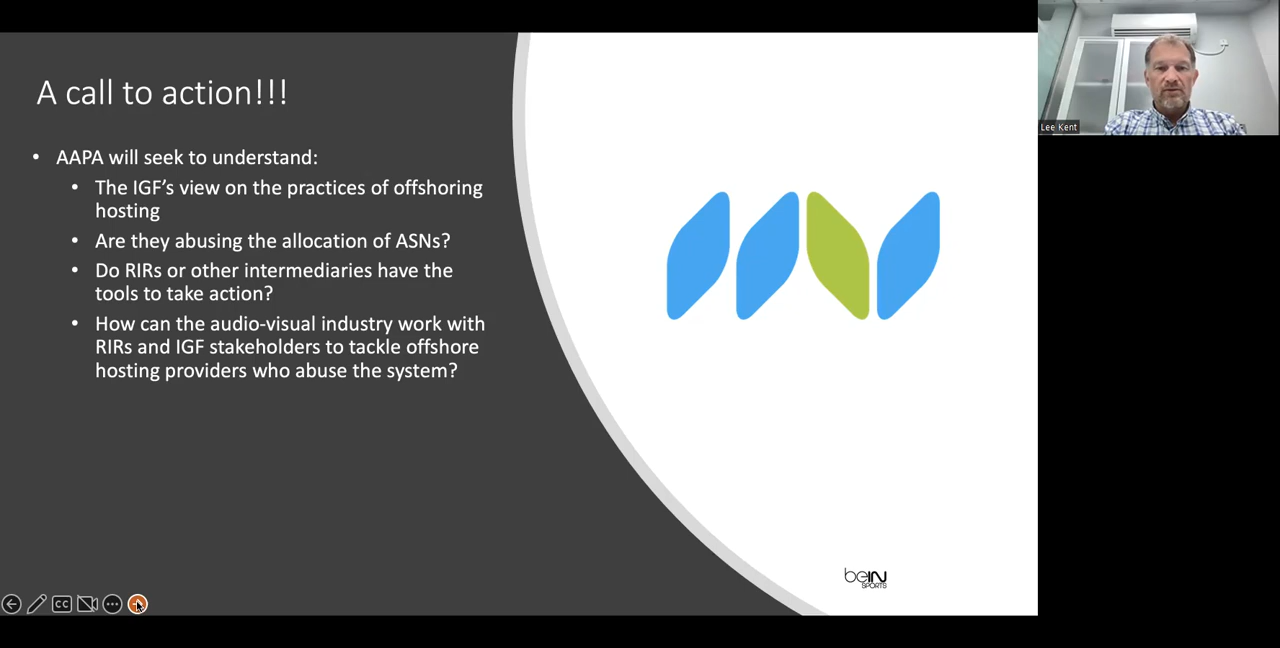 A call to action!!!
• AAPA will seek to understand:
• The IGF's view on the practices of offshoring
hosting
• Are they abusing the allocation of ASNs?
• Do RIRs or other intermediaries have the
tools to take action?
• How can the audio-visual industry work with
RIRs and IGF stakeholders to tackle offshore
hosting providers who abuse the system?
beIN
SPORTS
CC
Lee Kent